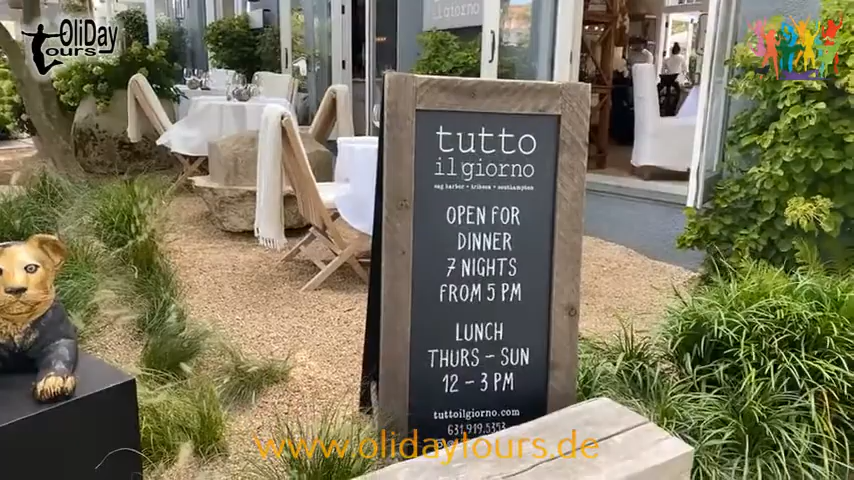 OliDay
Tours
il giorno
tutto
il giorno
sag harbor • tribeca • southampton
OPEN FOR
DINNER
7 NIGHTS
FROM 5 PM
LUNCH
THURS - SUN
12 - 3 PM
tuttoilgiorno.com
631.919.5353
www.olidaytours.de